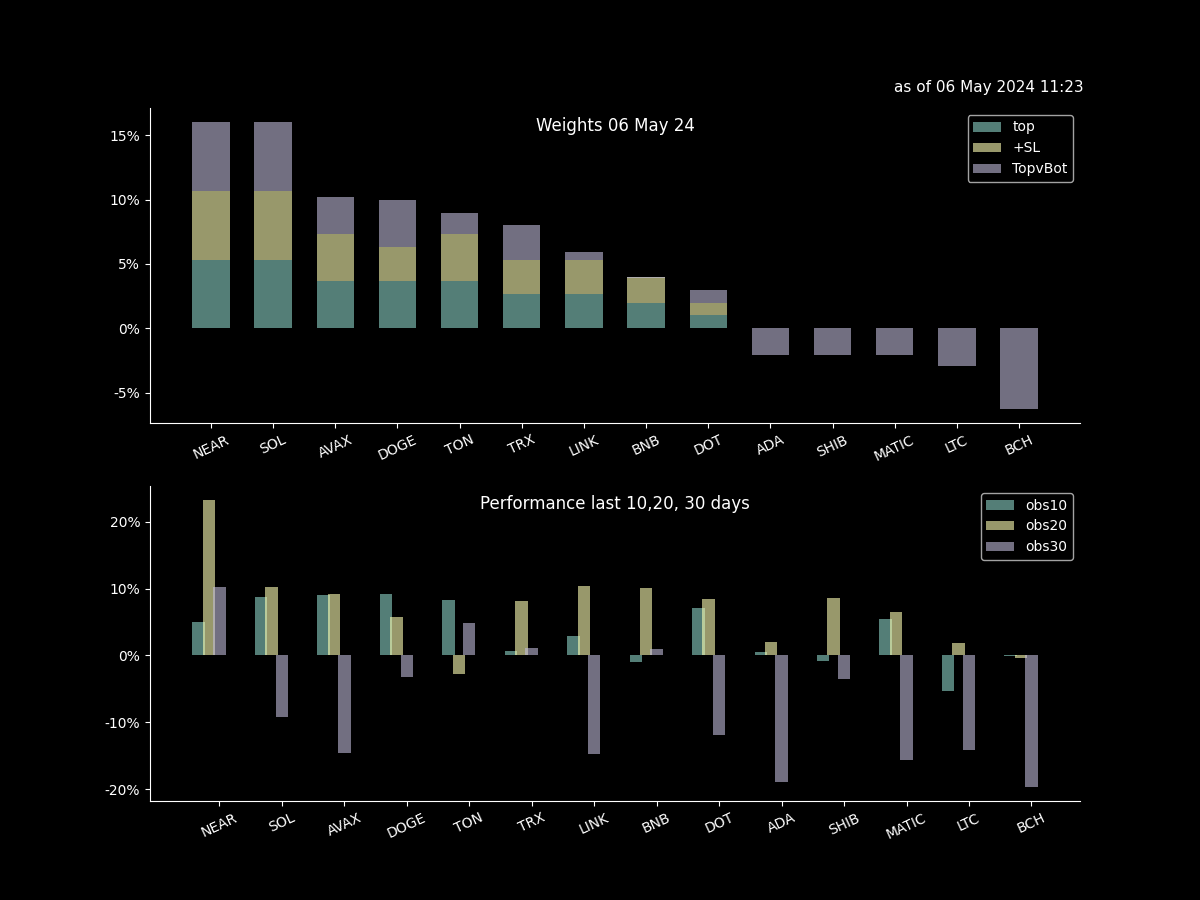 as of 06 May 2024 11:23
Weights 06 May 24
top
+SL
TopvBot
15%
10%
5%
0%
-5%
NEAR SOL AVAX DOGE TON TRX LINK BNB DOT ADA SHIB MATIC LTC BCH
Performance last 10,20, 30 days
obs10
obs20
obs30
20%
10%
0%
-10%
-20%
NEAR SOL AVAX DOGE TON TRX LINK BNB DOT ADA SHIB MATIC LTC BCH